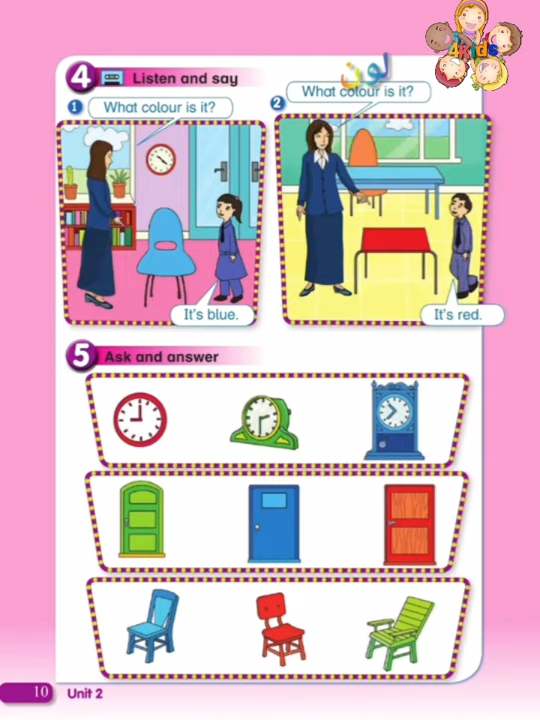 4kids
لون
4 Listen and say
1 What colour is it?
2 What colour is it?
It's blue.
It's red.
5 Ask and answer
10 Unit 2